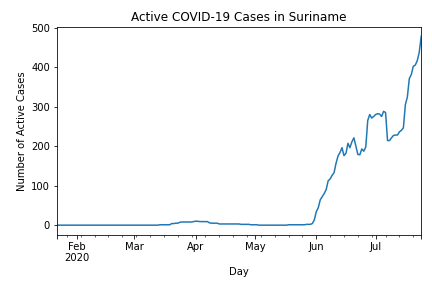 Active COVID-19 Cases in Suriname
Number of Active Cases
500
400
300
200
100
0
Feb Mar Apr May Jun Jul
2020
Day